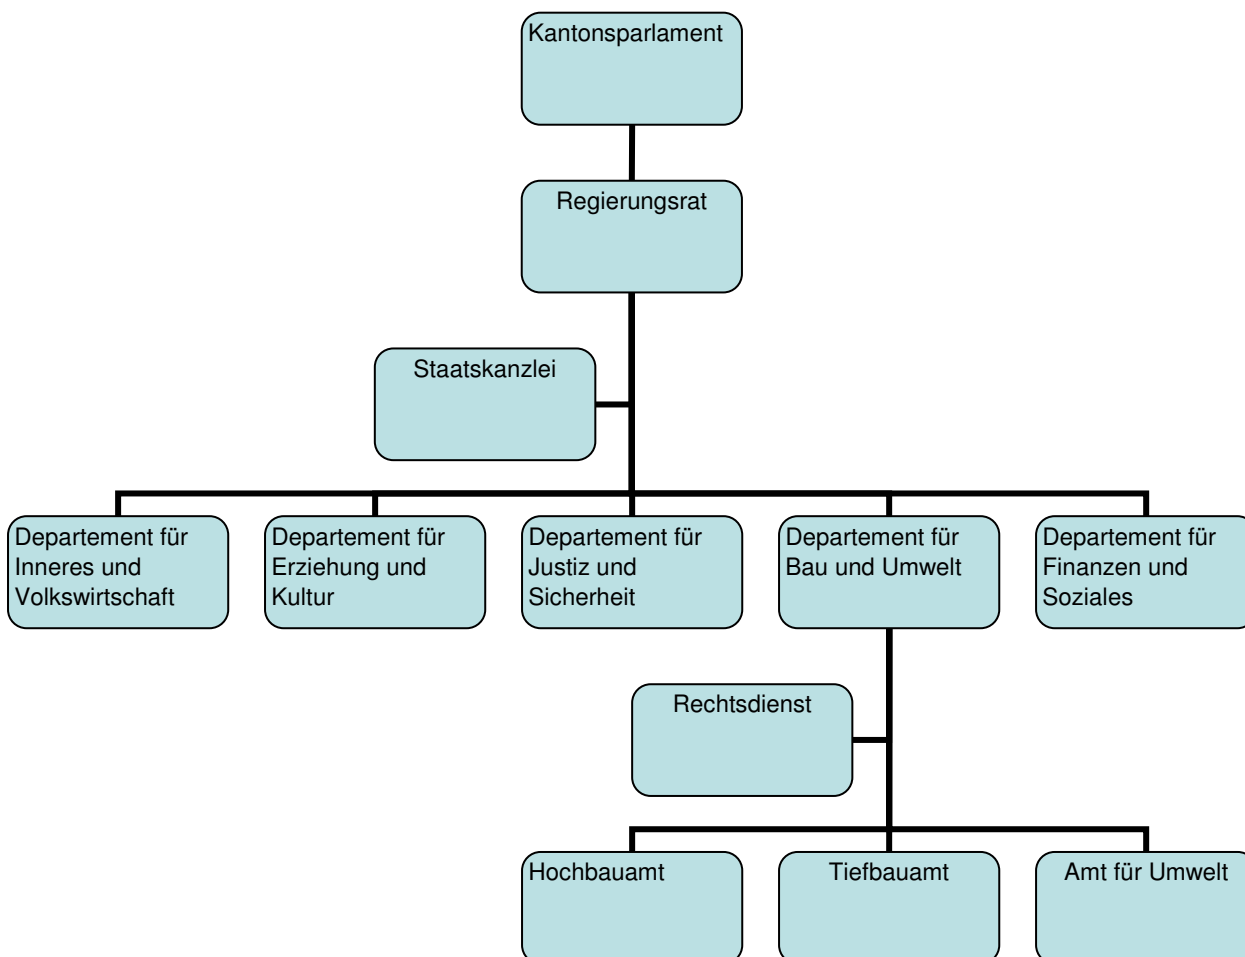 Kantonsparlament
Regierungsrat
Staatskanzlei
Departement für
Inneres und
Volkswirtschaft
Departement für
Erziehung und
Kultur
Departement für
Justiz und
Sicherheit
Departement für
Bau und Umwelt
Departement für
Finanzen und
Soziales
Rechtsdienst
Hochbauamt
Tiefbauamt
Amt für Umwelt